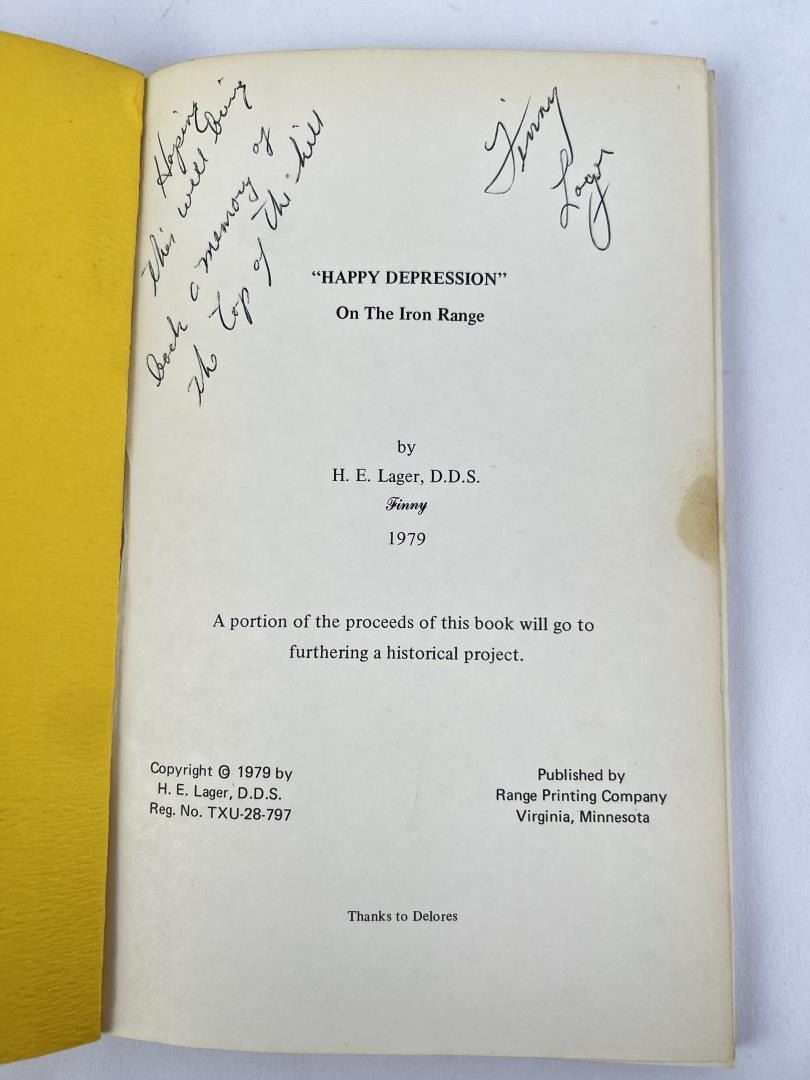 Hoping
this will bring
back a memory of
the top of the hill
Finny
Lager
"HAPPY DEPRESSION"
On The Iron Range
by
H. E. Lager, D.D.S.
Finny
1979
A portion of the proceeds of this book will go to
furthering a historical project.
Copyright © 1979 by
H. E. Lager, D.D.S.
Reg. No. TXU-28-797
Published by
Range Printing Company
Virginia, Minnesota
Thanks to Delores